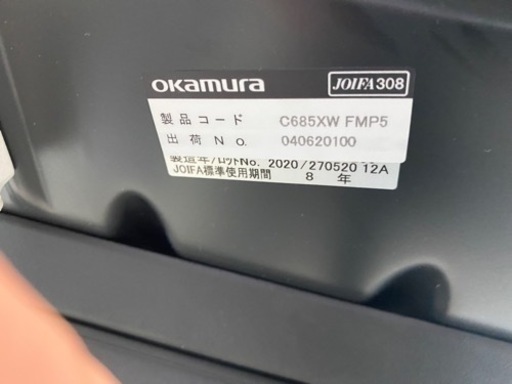 okamura JOIFA308
製品コード C685XW FMP5
出荷No. 040620100
製造年/ロットNo. 2020/270520 12A
JOIFA標準使用期間 8 年